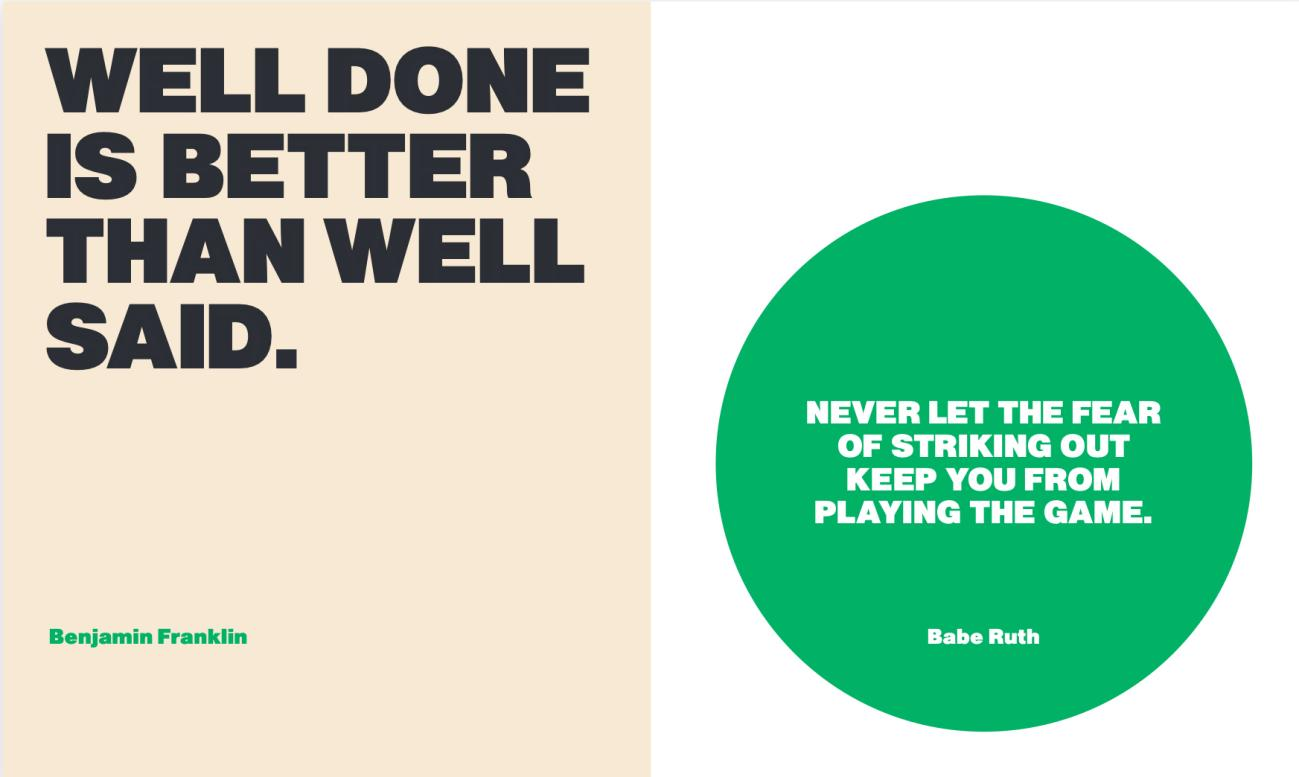 WELL DONE
IS BETTER
THAN WELL
SAID.
Benjamin Franklin
NEVER LET THE FEAR
OF STRIKING OUT
KEEP YOU FROM
PLAYING THE GAME.
Babe Ruth